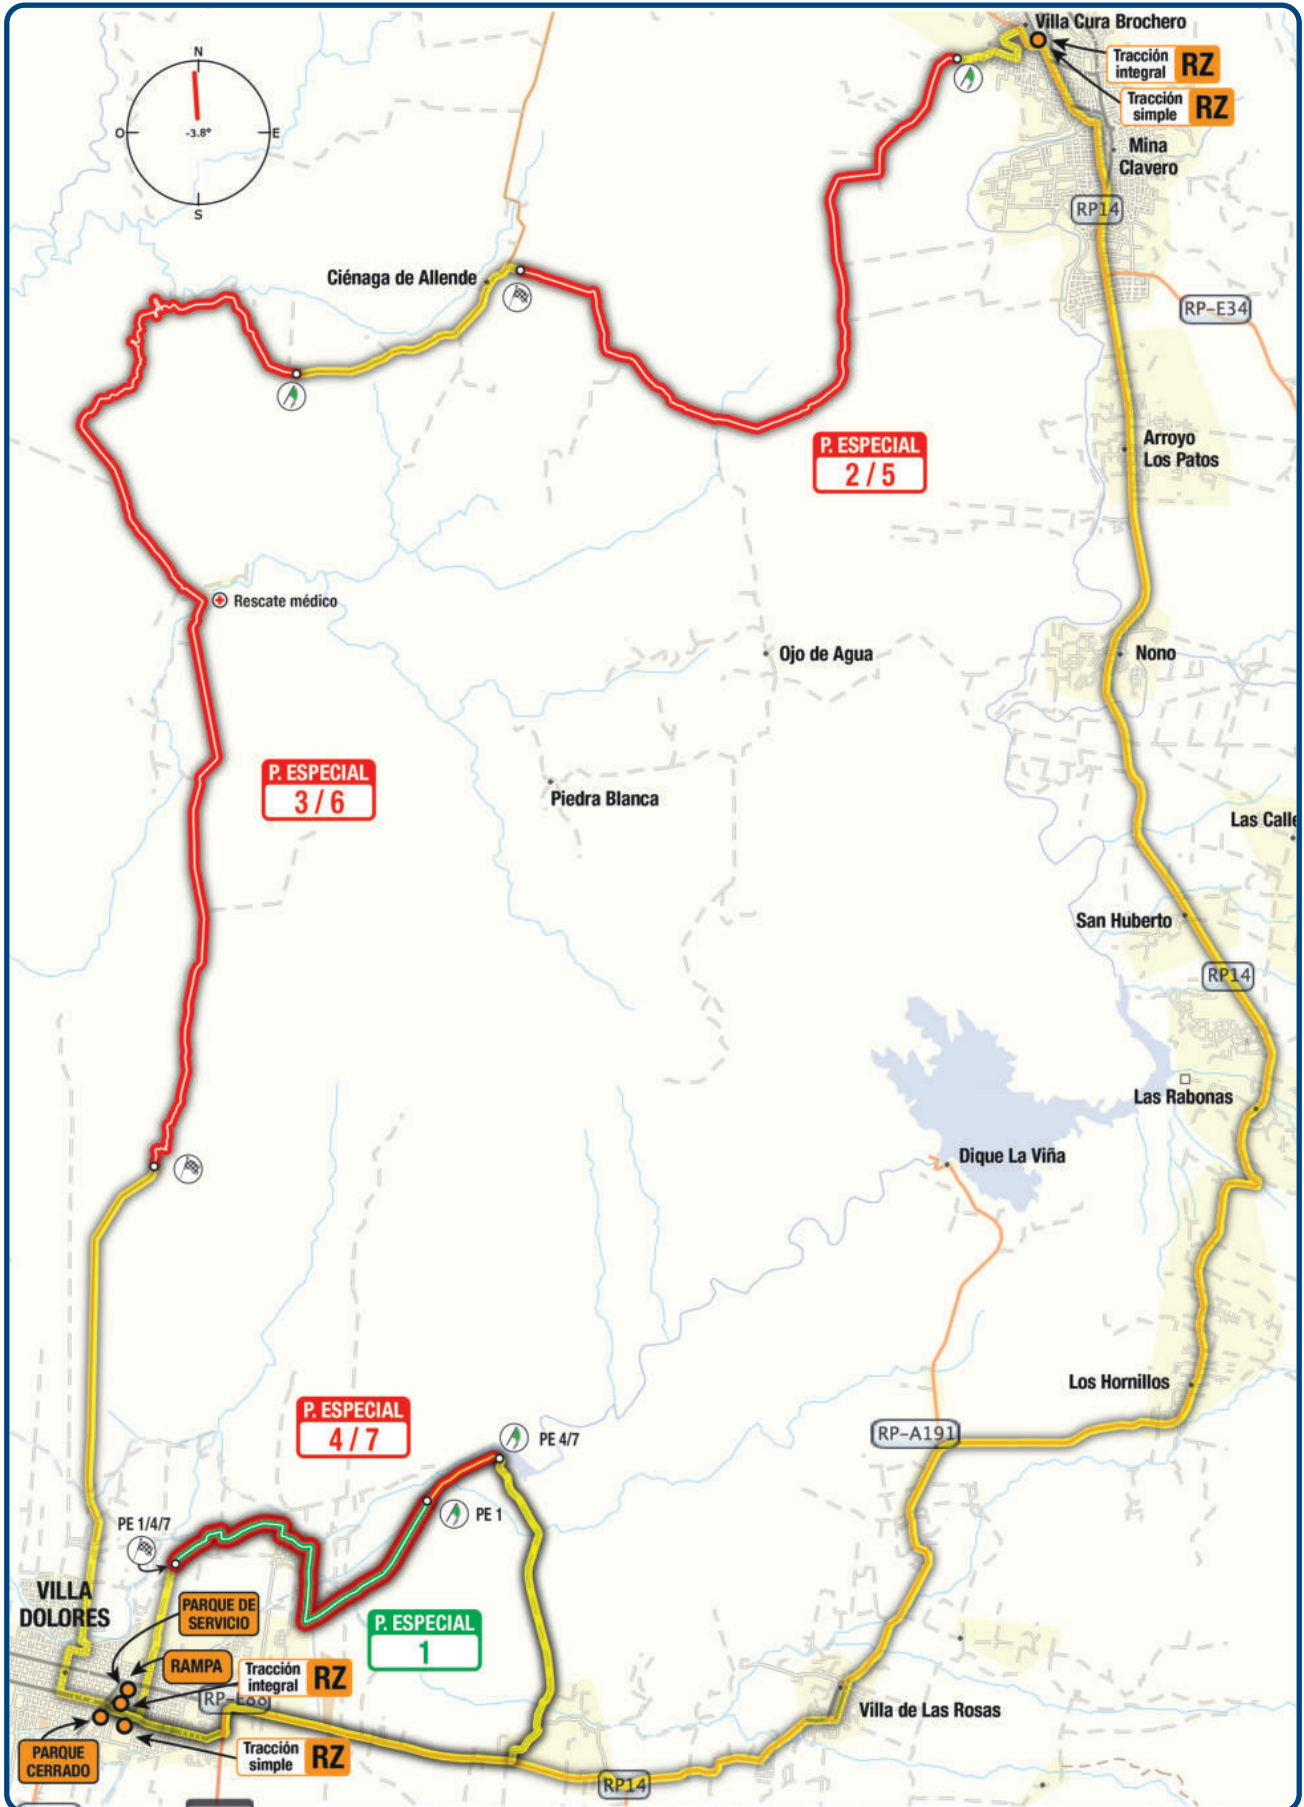 Villa Cura Brochero
Tracción
integral
RZ
Tracción
simple
RZ
N
O
-3.8°
E
S
Mina
Clavero
RP14
Ciénaga de Allende
RP-E34
P. ESPECIAL
2 / 5
Arroyo
Los Patos
Rescate médico
Ojo de Agua
Nono
P. ESPECIAL
3 / 6
Piedra Blanca
Las Calle
San Huberto
RP14
Las Rabonas
Dique La Viña
Los Hornillos
P. ESPECIAL
4 / 7
PE 4/7
RP-A191
PE 1
PE 1/4/7
VILLA
DOLORES
PARQUE DE
SERVICIO
P. ESPECIAL
1
RAMPA
Tracción
integral
RZ
RP-E88
Villa de Las Rosas
PARQUE
CERRADO
Tracción
simple
RZ
RP14